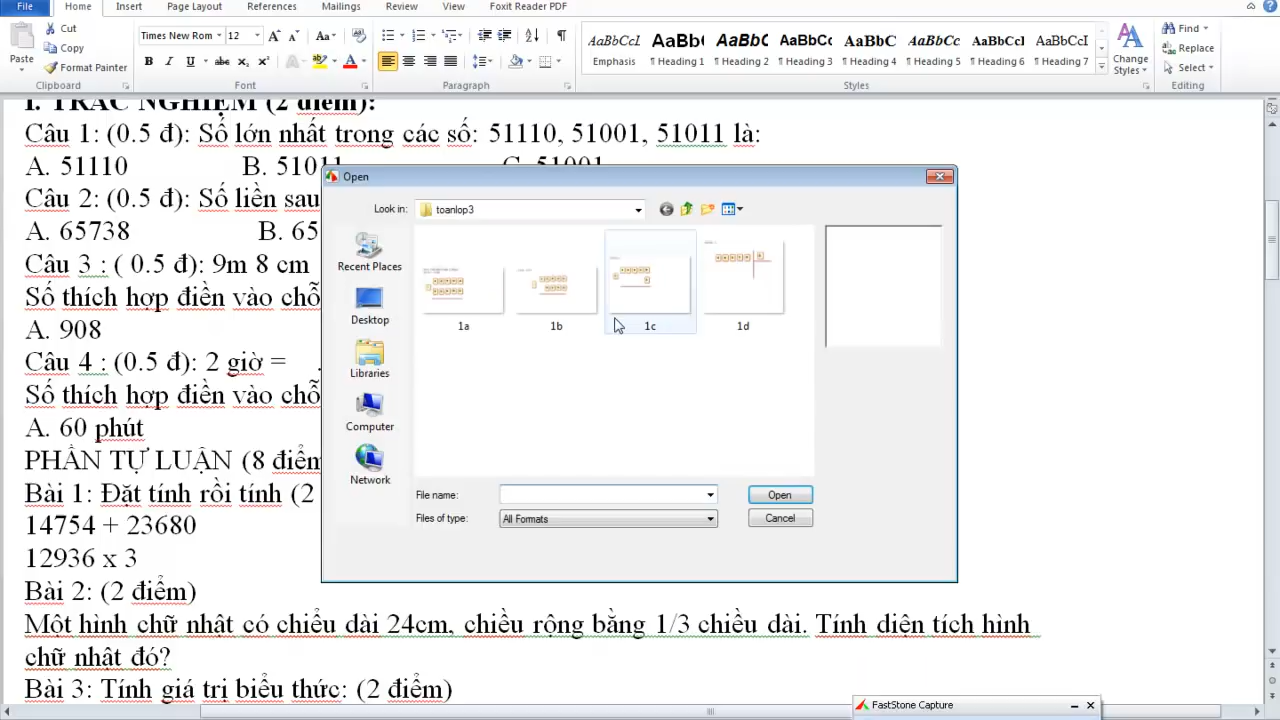 File Home Insert Page Layout References Mailings Review View Foxit Reader PDF
Cut
Copy
Format Painter
Paste
Clipboard
Times New Rom 12
Font
Paragraph
AaBbCcL AaBbC AaBbC AaBbCc AaBbC AaBbCc AaBbCc AaBbCcL
Emphasis Heading 1 Heading 2 Heading 3 Heading 4 Heading 5 Heading 6 Heading 7
Styles
Change Styles
Find
Replace
Select
Editing
I. TRẮC NGHIỆM (2 điểm):
Câu 1: (0.5 đ): Số lớn nhất trong các số: 51110, 51001, 51011 là:
A. 51110 B. 51011 C. 51001
Câu 2: (0.5 đ): Số liền sau
A. 65738 B. 65
Câu 3 : ( 0.5 đ): 9m 8 cm
Số thích hợp điền vào chỗ
A. 908
Câu 4 : (0.5 đ): 2 giờ = .
Số thích hợp điền vào chỗ
A. 60 phút
PHẦN TỰ LUẬN (8 điểm
Bài 1: Đặt tính rồi tính (2
14754 + 23680
12936 x 3
Bài 2: (2 điểm)
Một hình chữ nhật có chiều dài 24cm, chiều rộng bằng 1/3 chiều dài. Tính diện tích hình
chữ nhật đó?
Bài 3: Tính giá trị biểu thức: (2 điểm)
Open
Look in: toanlop3
Recent Places
Desktop
Libraries
Computer
Network
1a 1b 1c 1d
File name: Open
Files of type: All Formats Cancel
FastStone Capture